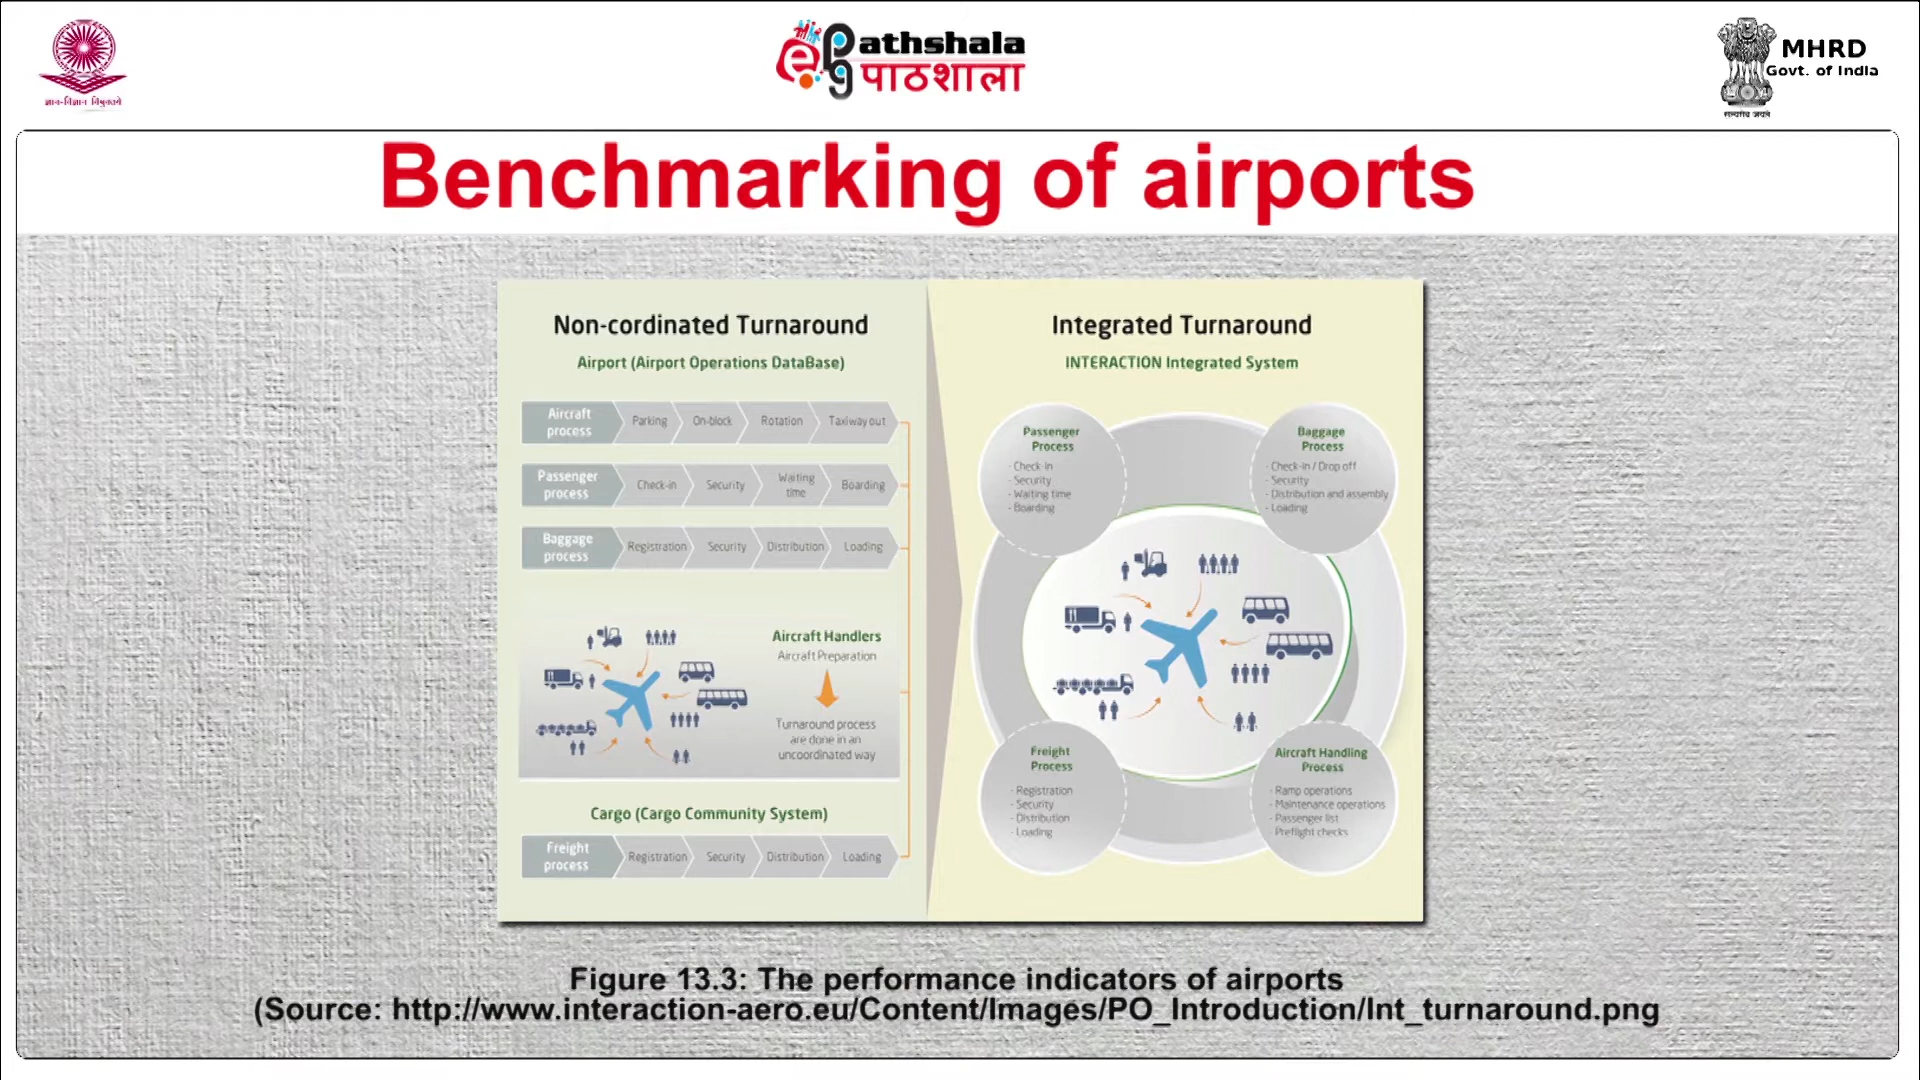 ज्ञान-विज्ञान विमुक्तये
athshala
पाठशाला
MHRD
Govt. of India
सत्यमेव जयते
Benchmarking of airports
Non-cordinated Turnaround
Airport (Airport Operations DataBase)
Aircraft
process
Parking
On-block
Rotation
Taxiway out
Passenger
process
Check-in
Security
Waiting
time
Boarding
Baggage
process
Registration
Security
Distribution
Loading
Aircraft Handlers
Aircraft Preparation
Turnaround process
are done in an
uncoordinated way
Cargo (Cargo Community System)
Freight
process
Registration
Security
Distribution
Loading
Integrated Turnaround
INTERACTION Integrated System
Passenger
Process
- Check-in
- Security
- Waiting time
- Boarding
Baggage
Process
- Check-in / Drop off
- Security
- Distribution and assembly
- Loading
Freight
Process
- Registration
- Security
- Distribution
- Loading
Aircraft Handling
Process
- Ramp operations
- Maintenance operations
- Passenger list
- Preflight checks
Figure 13.3: The performance indicators of airports
(Source: http://www.interaction-aero.eu/Content/Images/PO_Introduction/Int_turnaround.png